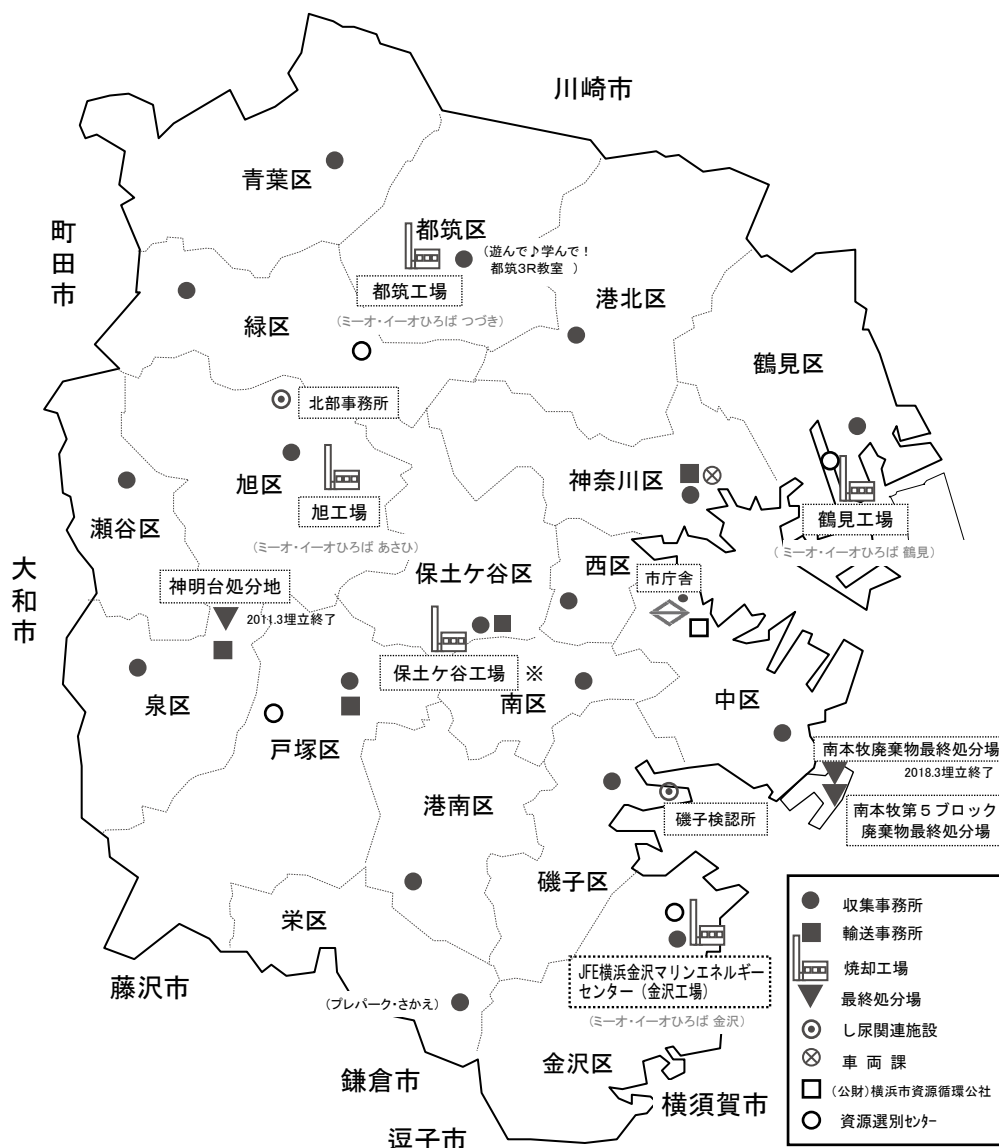 川崎市
青葉区
町田市
都筑区
(遊んで♪学んで！
都筑3R教室 )
都筑工場
(ミーオ・イーオひろば つづき)
港北区
緑区
鶴見区
北部事務所
旭区
神奈川区
旭工場
鶴見工場
(ミーオ・イーオひろば あさひ)
(ミーオ・イーオひろば 鶴見)
瀬谷区
大和市
保土ケ谷区
西区
市庁舎
神明台処分地
2011.3埋立終了
保土ケ谷工場 ※
泉区
南区
中区
戸塚区
南本牧廃棄物最終処分場
2018.3埋立終了
港南区
磯子検認所
南本牧第５ブロック
廃棄物最終処分場
磯子区
栄区
JFE横浜金沢マリンエネルギー
センター（金沢工場）
(ミーオ・イーオひろば 金沢)
藤沢市
(プレパーク・さかえ)
金沢区
鎌倉市
横須賀市
逗子市
収集事務所
輸送事務所
焼却工場
最終処分場
し尿関連施設
車 両 課
(公財)横浜市資源循環公社
資源選別センター